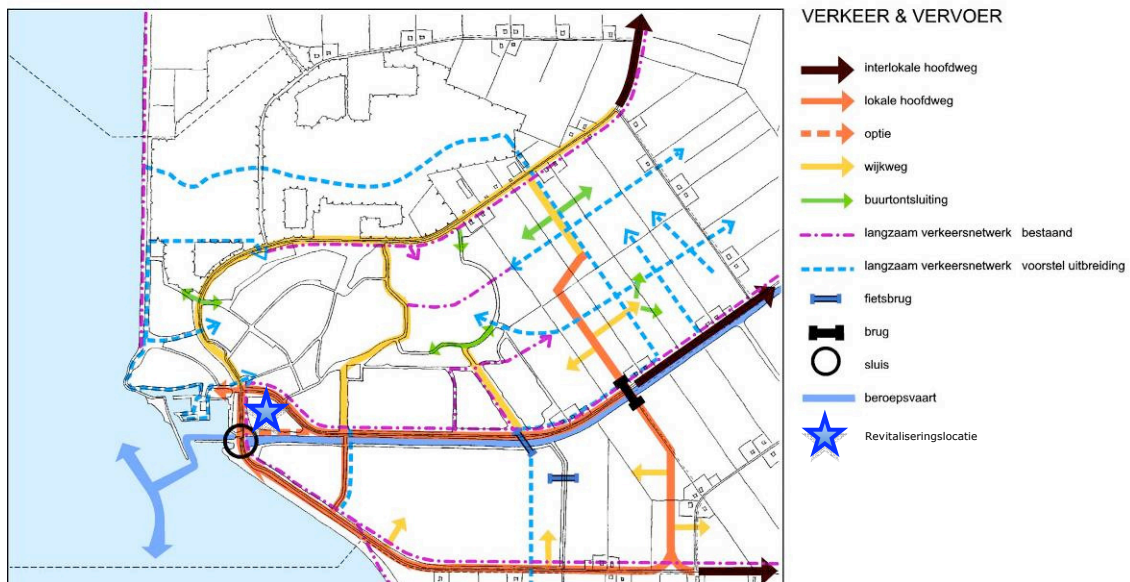 VERKEER & VERVOER
interlokale hoofdweg
lokale hoofdweg
optie
wijkweg
buurtontsluiting
langzaam verkeersnetwerk bestaand
langzaam verkeersnetwerk voorstel uitbreiding
fietsbrug
brug
sluis
beroepsvaart
Revitaliseringslocatie